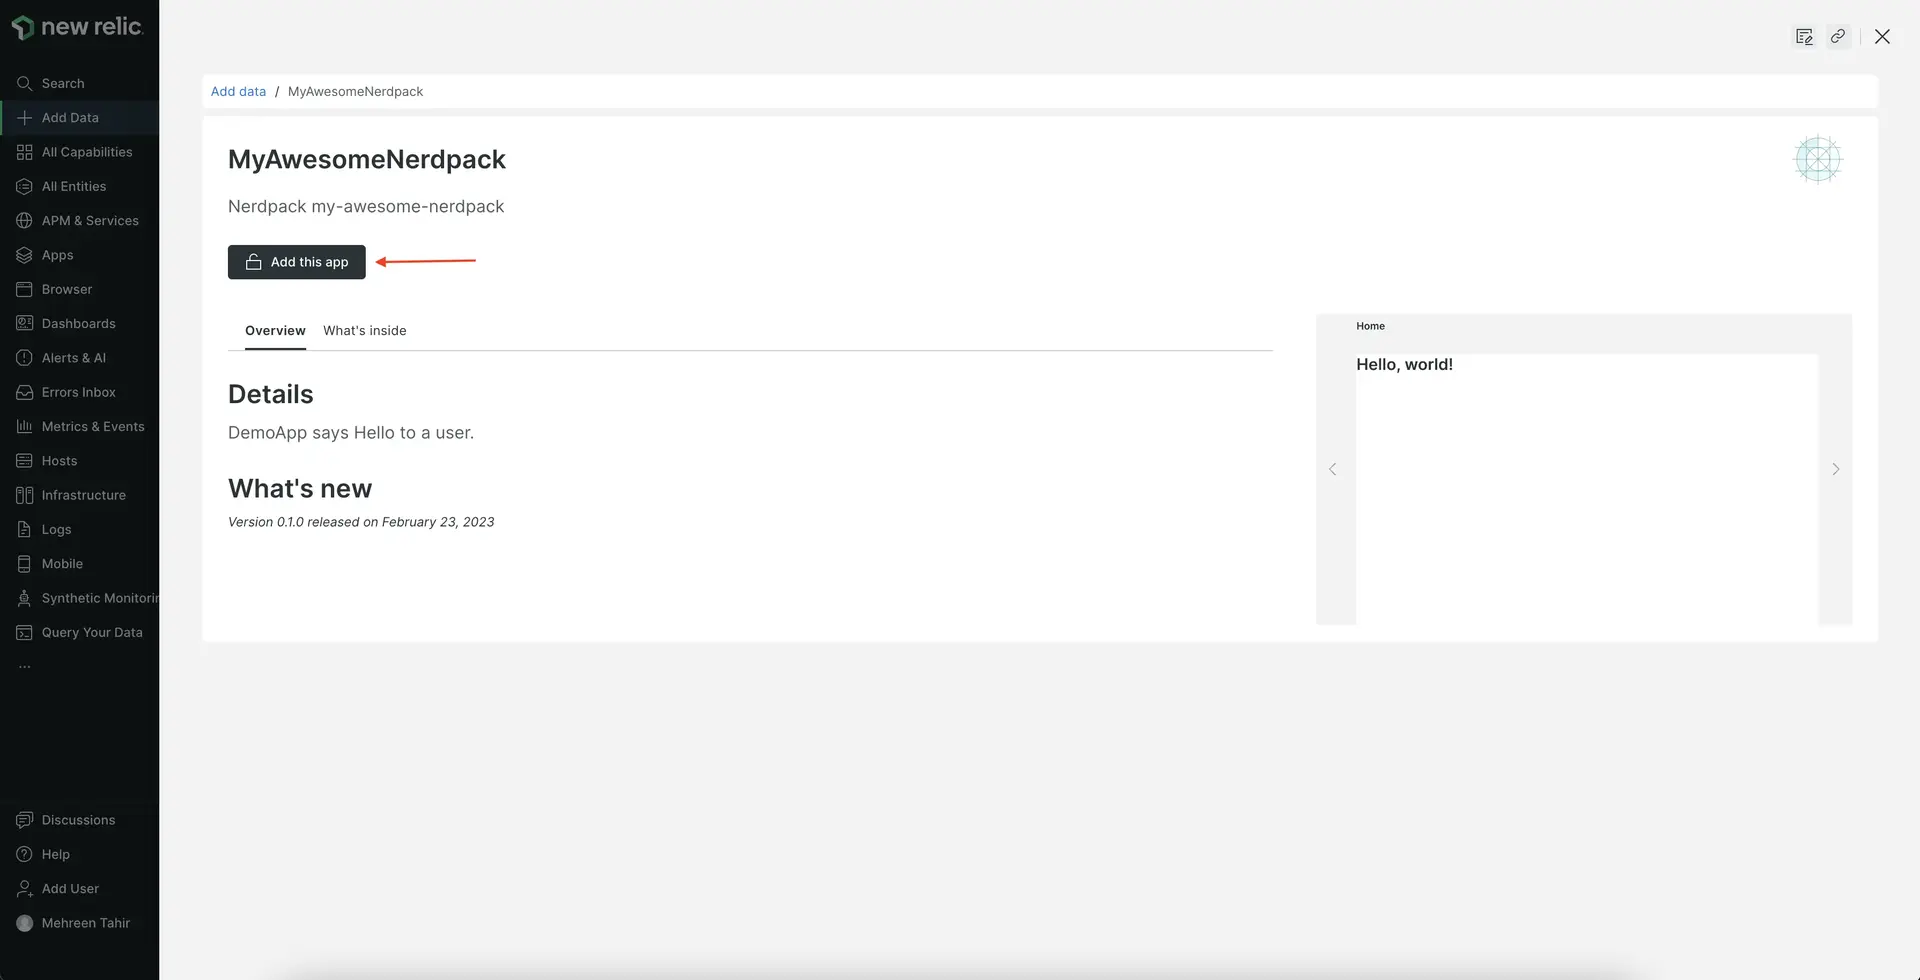 new relic.
Search
Add Data
All Capabilities
All Entities
APM & Services
Apps
Browser
Dashboards
Alerts & AI
Errors Inbox
Metrics & Events
Hosts
Infrastructure
Logs
Mobile
Synthetic Monitorin
Query Your Data
...
Discussions
Help
Add User
Mehreen Tahir
Add data / MyAwesomeNerdpack
MyAwesomeNerdpack
Nerdpack my-awesome-nerdpack
Add this app
Overview What's inside
Details
DemoApp says Hello to a user.
What's new
Version 0.1.0 released on February 23, 2023
Home
Hello, world!